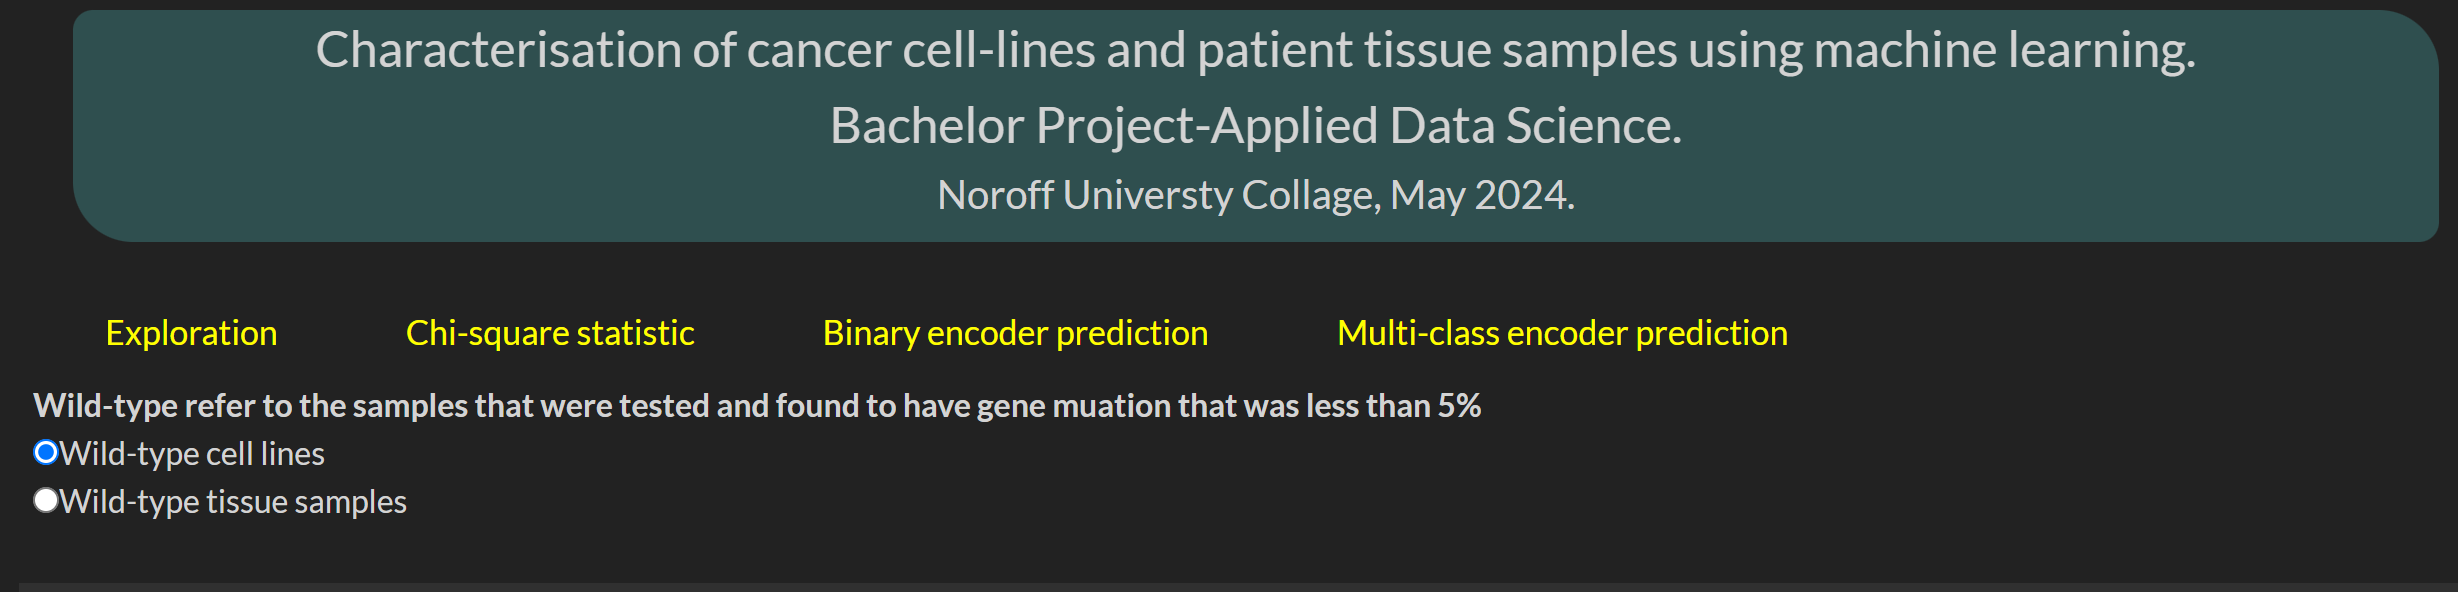 Characterisation of cancer cell-lines and patient tissue samples using machine learning.
Bachelor Project-Applied Data Science.
Noroff Universty Collage, May 2024.
Exploration Chi-square statistic Binary encoder prediction Multi-class encoder prediction
Wild-type refer to the samples that were tested and found to have gene muation that was less than 5%
Wild-type cell lines
Wild-type tissue samples